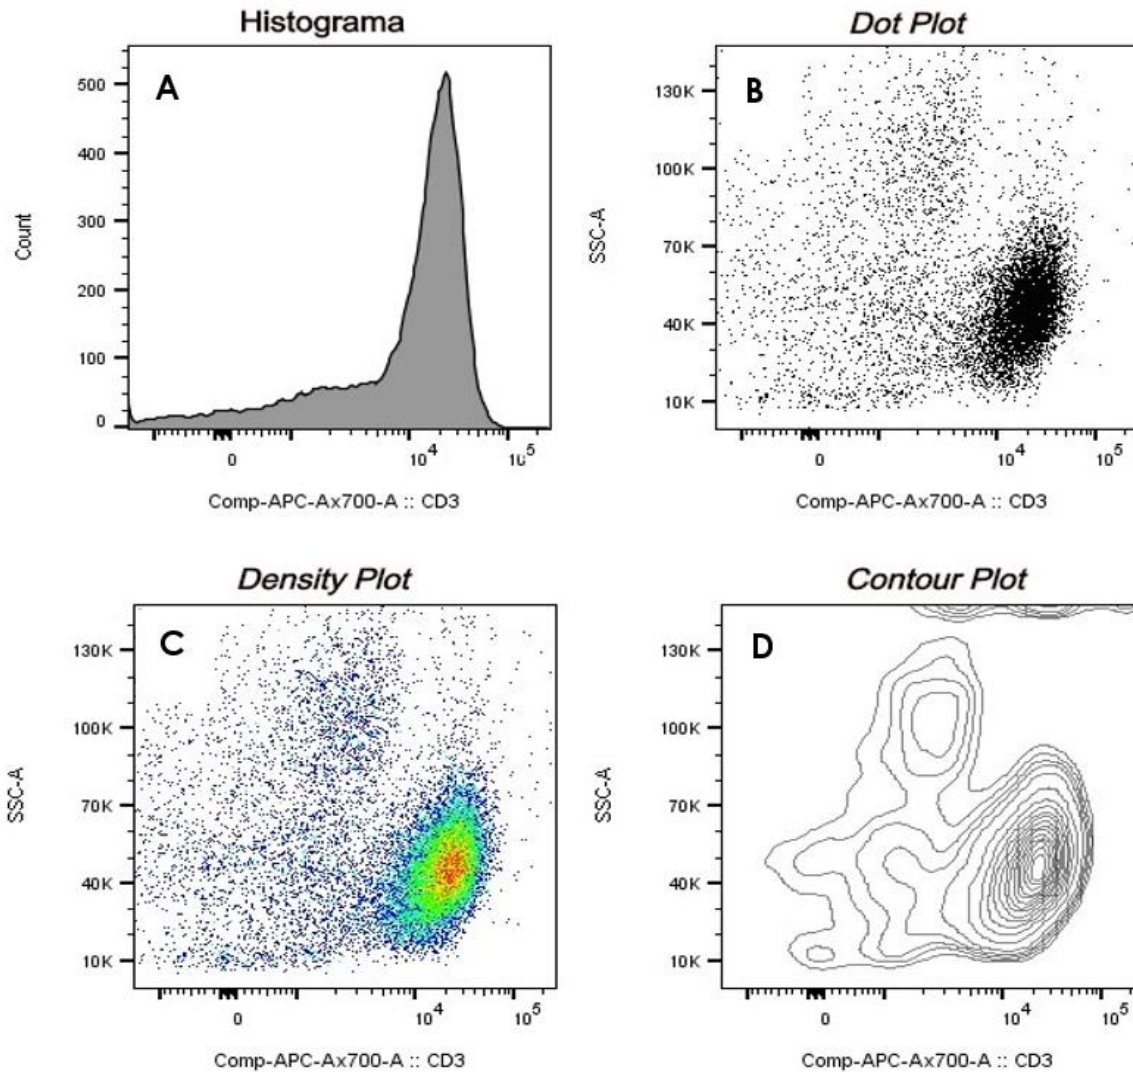 Histograma
A
500
400
300
200
100
0
Count
0 10^4 10^5
Comp-APC-Ax700-A :: CD3
Dot Plot
B
130K
100K
70K
40K
10K
SSC-A
0 10^4 10^5
Comp-APC-Ax700-A :: CD3
Density Plot
C
130K
100K
70K
40K
10K
SSC-A
0 10^4 10^5
Comp-APC-Ax700-A :: CD3
Contour Plot
D
130K
100K
70K
40K
10K
SSC-A
0 10^4 10^5
Comp-APC-Ax700-A :: CD3